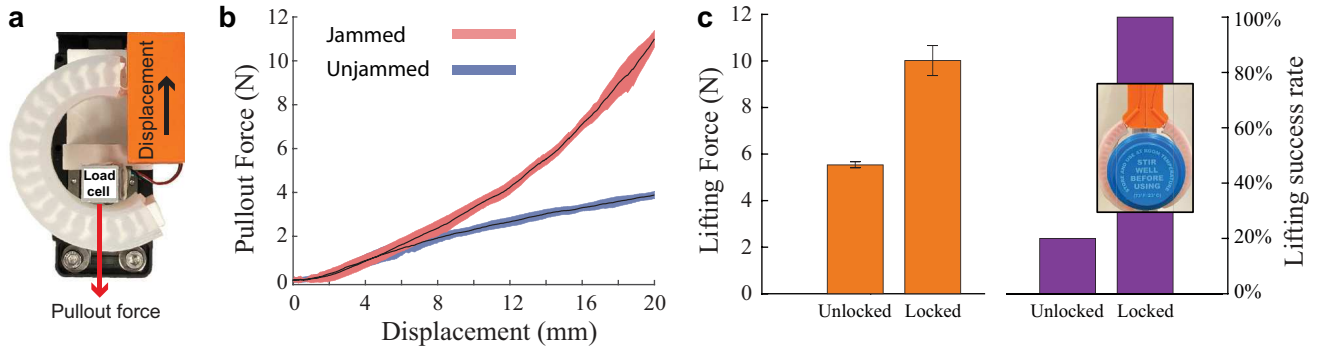 a
Displacement
Load
cell
Pullout force
b
Pullout Force (N)
12
10
8
6
4
2
0
Jammed
Unjammed
0
4
8
12
16
20
Displacement (mm)
c
Lifting Force (N)
12
10
8
6
4
2
0
Unlocked
Locked
STIR
WELL
BEFORE
USING
Unlocked
Locked
100%
80%
60%
40%
20%
0%
Lifting success rate